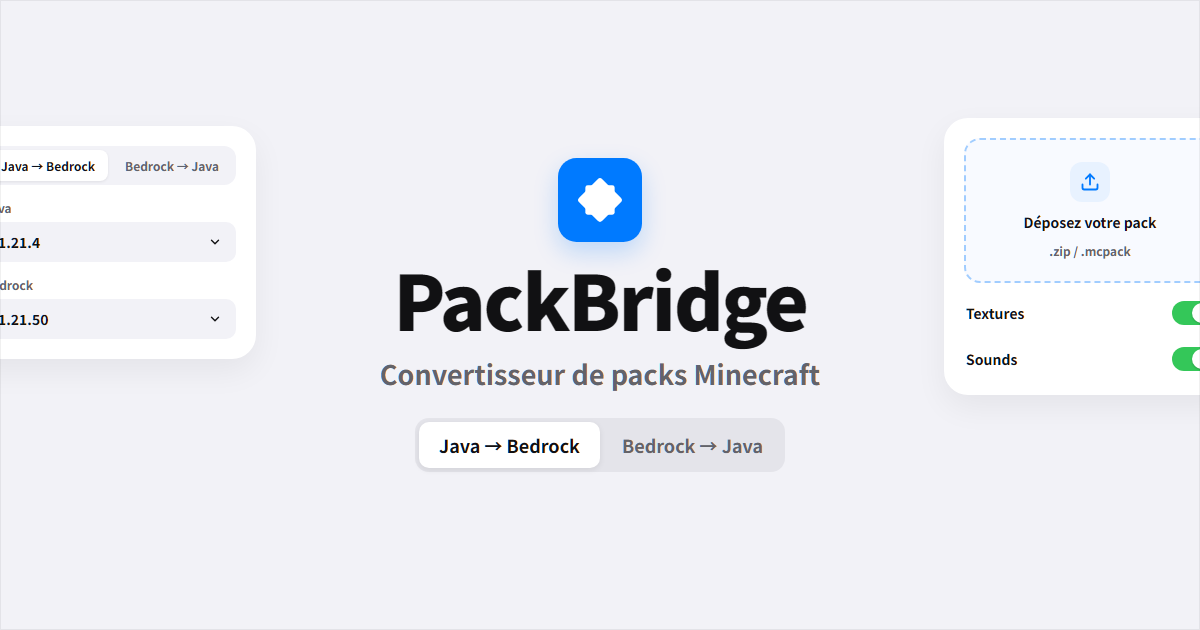 Java → Bedrock
Bedrock → Java
1.21.4
1.21.50
PackBridge
Convertisseur de packs Minecraft
Java → Bedrock
Bedrock → Java
Déposez votre pack
.zip / .mcpack
Textures
Sounds